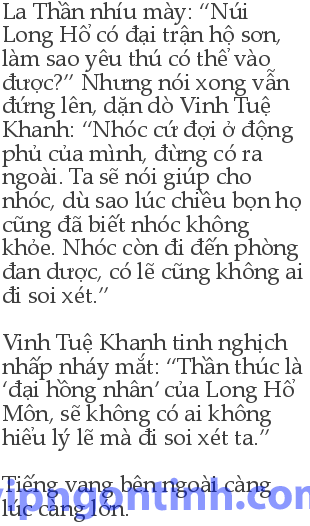 La Thần nhíu mày: “Núi
Long Hổ có đại trận hộ sơn,
làm sao yêu thú có thể vào
được?” Nhưng nói xong vẫn
đứng lên, dặn dò Vinh Tuệ
Khanh: “Nhóc cứ đợi ở động
phủ của mình, đừng có ra
ngoài. Ta sẽ nói giúp cho
nhóc, dù sao lúc chiều bọn họ
cũng đã biết nhóc không
khỏe. Nhóc còn đi đến phòng
đan dược, có lẽ cũng không ai
đi soi xét.”
Vinh Tuệ Khanh tinh nghịch
nhấp nháy mắt: “Thần thúc là
‘đại hồng nhân’ của Long Hổ
Môn, sẽ không có ai không
hiểu lý lẽ mà đi soi xét ta.”
Tiếng vang bên ngoài càng
lúc càng lớn.
vipngontinh.com